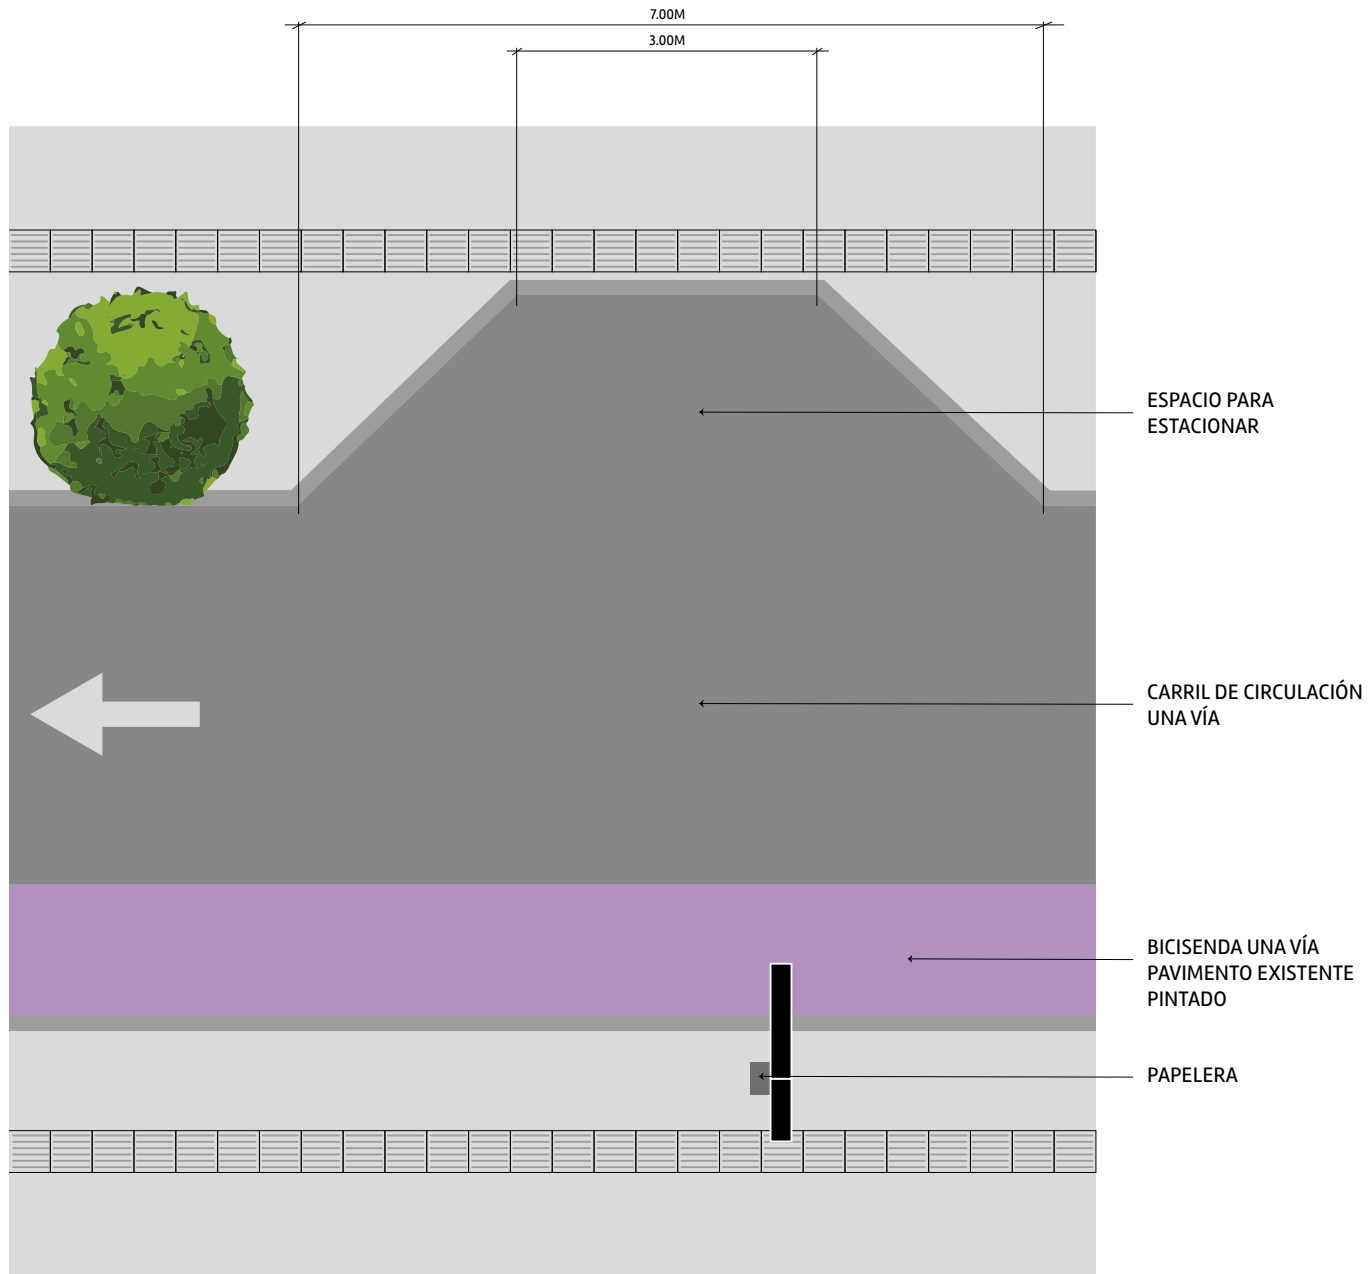 7.00M
3.00M
ESPACIO PARA
ESTACIONAR
CARRIL DE CIRCULACIÓN
UNA VÍA
BICISENDA UNA VÍA
PAVIMENTO EXISTENTE
PINTADO
PAPELERA